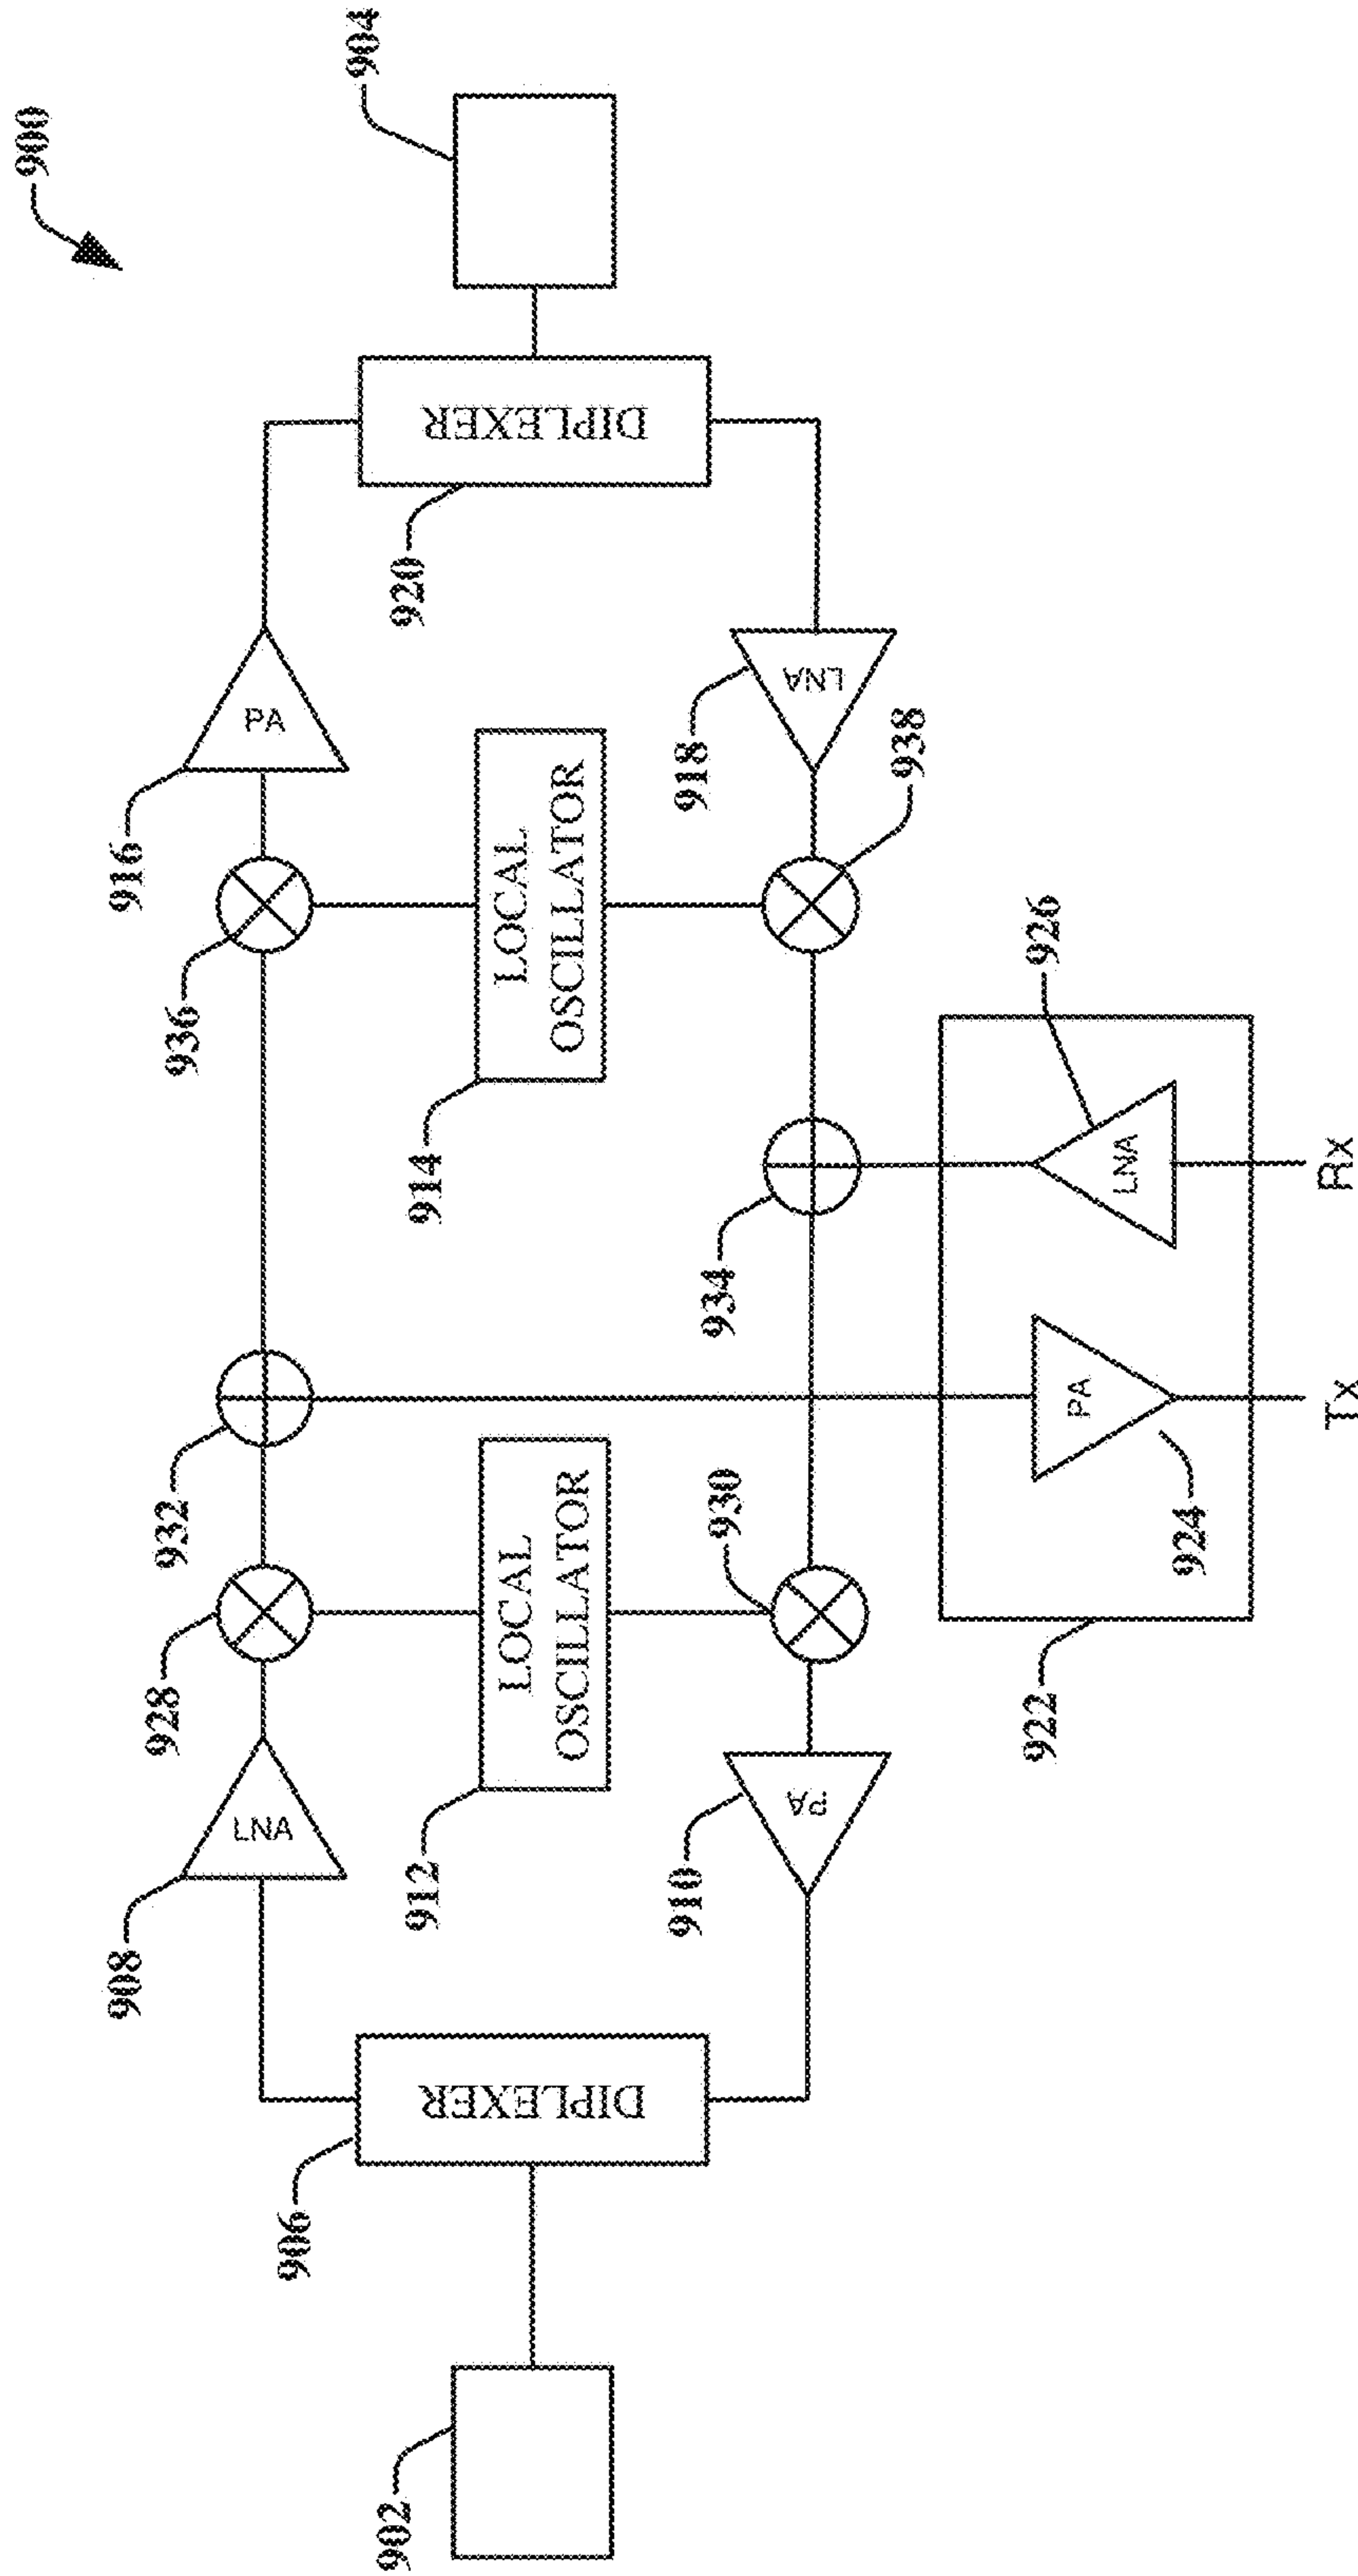 900
908
928
932
936
916
904
LNA
PA
902
906
DIPLEXER
912
LOCAL
OSCILLATOR
914
LOCAL
OSCILLATOR
920
DIPLEXER
910
PA
930
934
918
LNA
938
922
924
PA
LNA
926
Tx
Rx